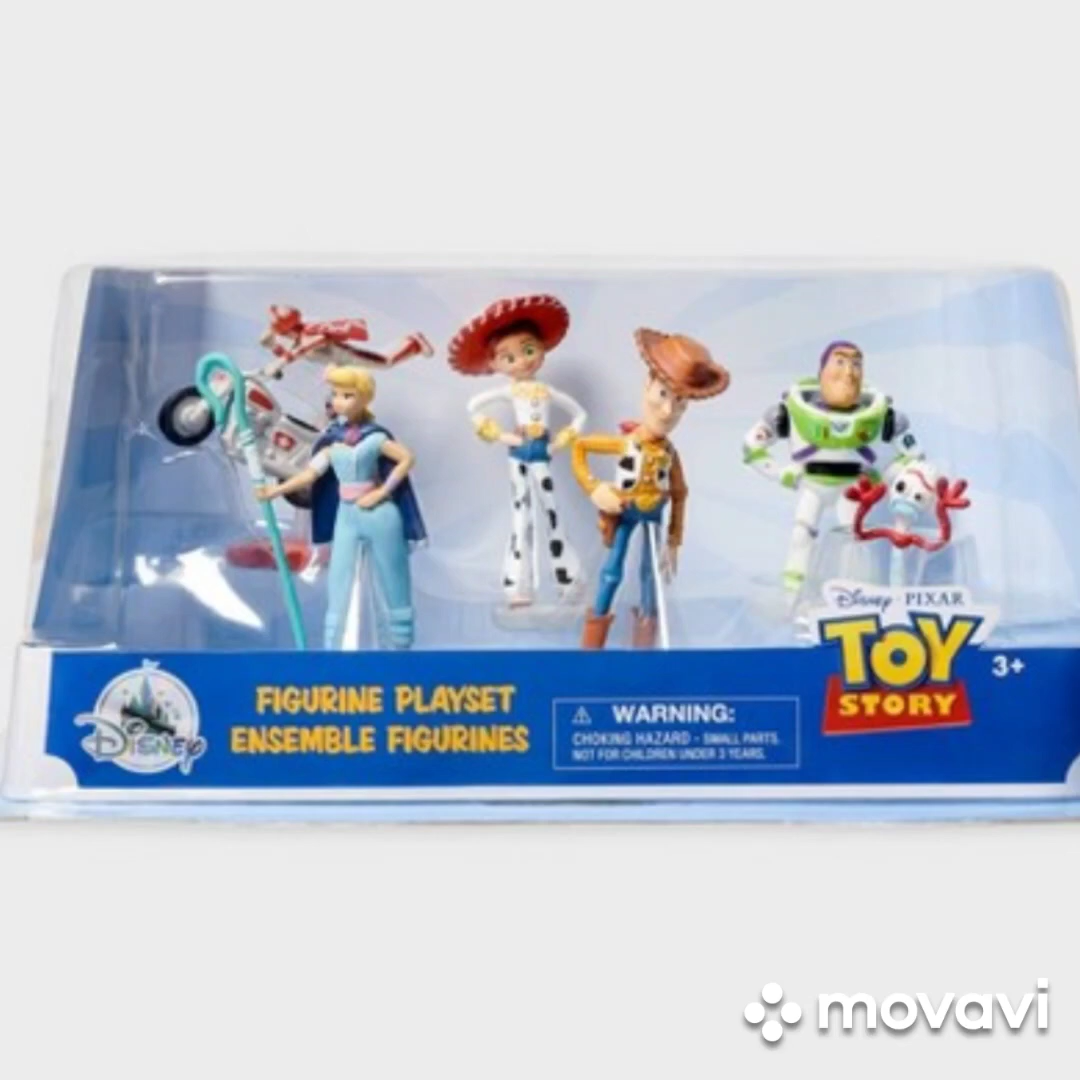 Disney · PIXAR
TOY
STORY
3+
Disney
FIGURINE PLAYSET
ENSEMBLE FIGURINES
⚠ WARNING:
CHOKING HAZARD - SMALL PARTS.
NOT FOR CHILDREN UNDER 3 YEARS.
movavi